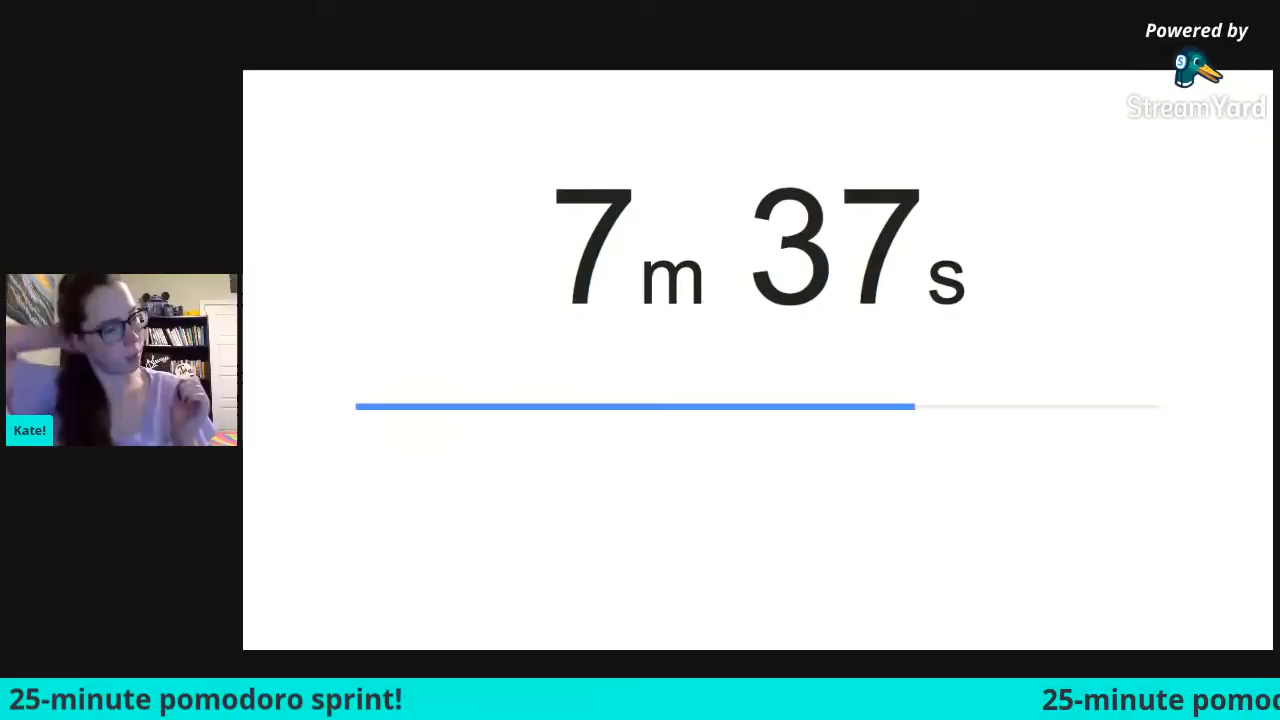 Powered by
StreamYard
7m 37s
Kate!
25-minute pomodoro sprint!
25-minute pomod